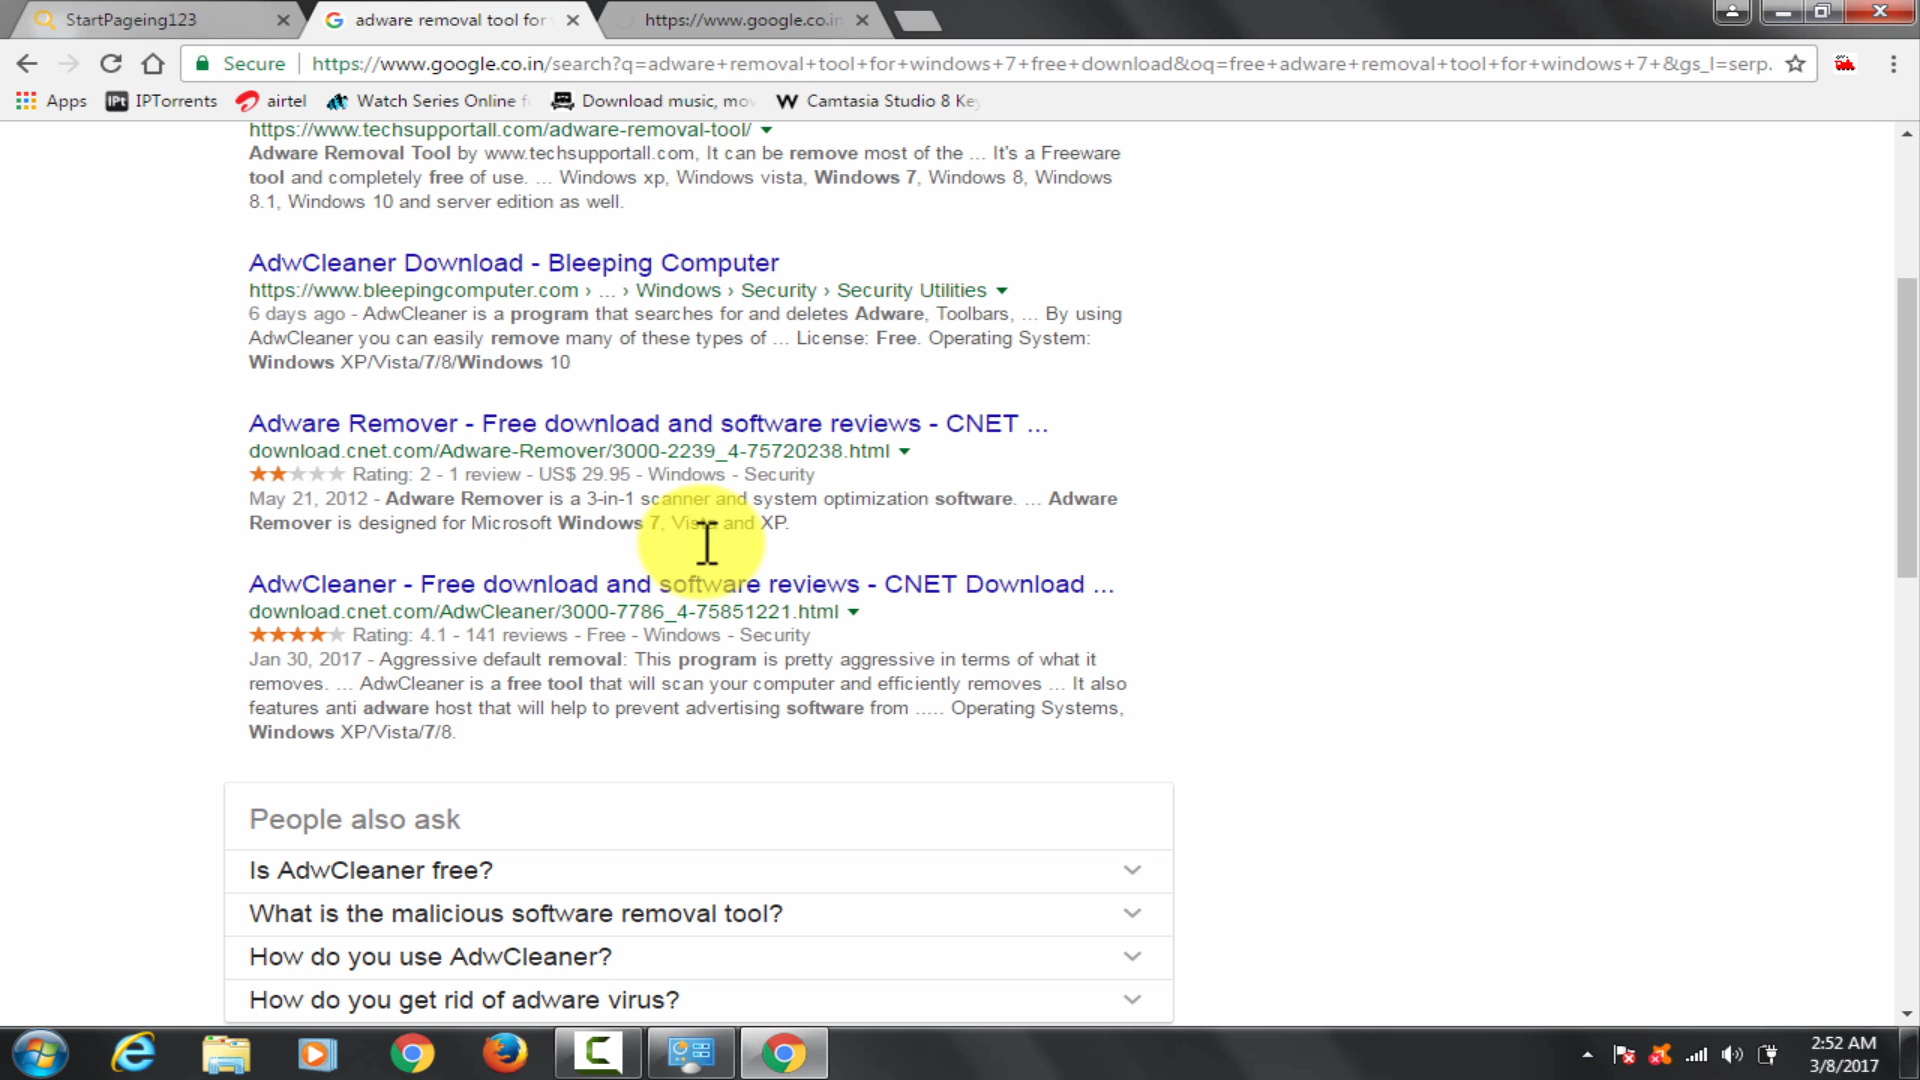 StartPageing123
adware removal tool for
https://www.google.co.in
Secure
https://www.google.co.in/search?q=adware+removal+tool+for+windows+7+free+download&oq=free+adware+removal+tool+for+windows+7+&gs_l=serp.
Apps
IPTorrents
airtel
Watch Series Online f
Download music, mov
Camtasia Studio 8 Key
https://www.techsupportall.com/adware-removal-tool/
Adware Removal Tool by www.techsupportall.com, It can be remove most of the ... It's a Freeware
tool and completely free of use. ... Windows xp, Windows vista, Windows 7, Windows 8, Windows
8.1, Windows 10 and server edition as well.
AdwCleaner Download - Bleeping Computer
https://www.bleepingcomputer.com › ... › Windows › Security › Security Utilities
6 days ago - AdwCleaner is a program that searches for and deletes Adware, Toolbars, ... By using
AdwCleaner you can easily remove many of these types of ... License: Free. Operating System:
Windows XP/Vista/7/8/Windows 10
Adware Remover - Free download and software reviews - CNET ...
download.cnet.com/Adware-Remover/3000-2239_4-75720238.html
Rating: 2 - 1 review - US$ 29.95 - Windows - Security
May 21, 2012 - Adware Remover is a 3-in-1 scanner and system optimization software. ... Adware
Remover is designed for Microsoft Windows 7, Vista and XP.
AdwCleaner - Free download and software reviews - CNET Download ...
download.cnet.com/AdwCleaner/3000-7786_4-75851221.html
Rating: 4.1 - 141 reviews - Free - Windows - Security
Jan 30, 2017 - Aggressive default removal: This program is pretty aggressive in terms of what it
removes. ... AdwCleaner is a free tool that will scan your computer and efficiently removes ... It also
features anti adware host that will help to prevent advertising software from ..... Operating Systems,
Windows XP/Vista/7/8.
People also ask
Is AdwCleaner free?
What is the malicious software removal tool?
How do you use AdwCleaner?
How do you get rid of adware virus?
2:52 AM
3/8/2017